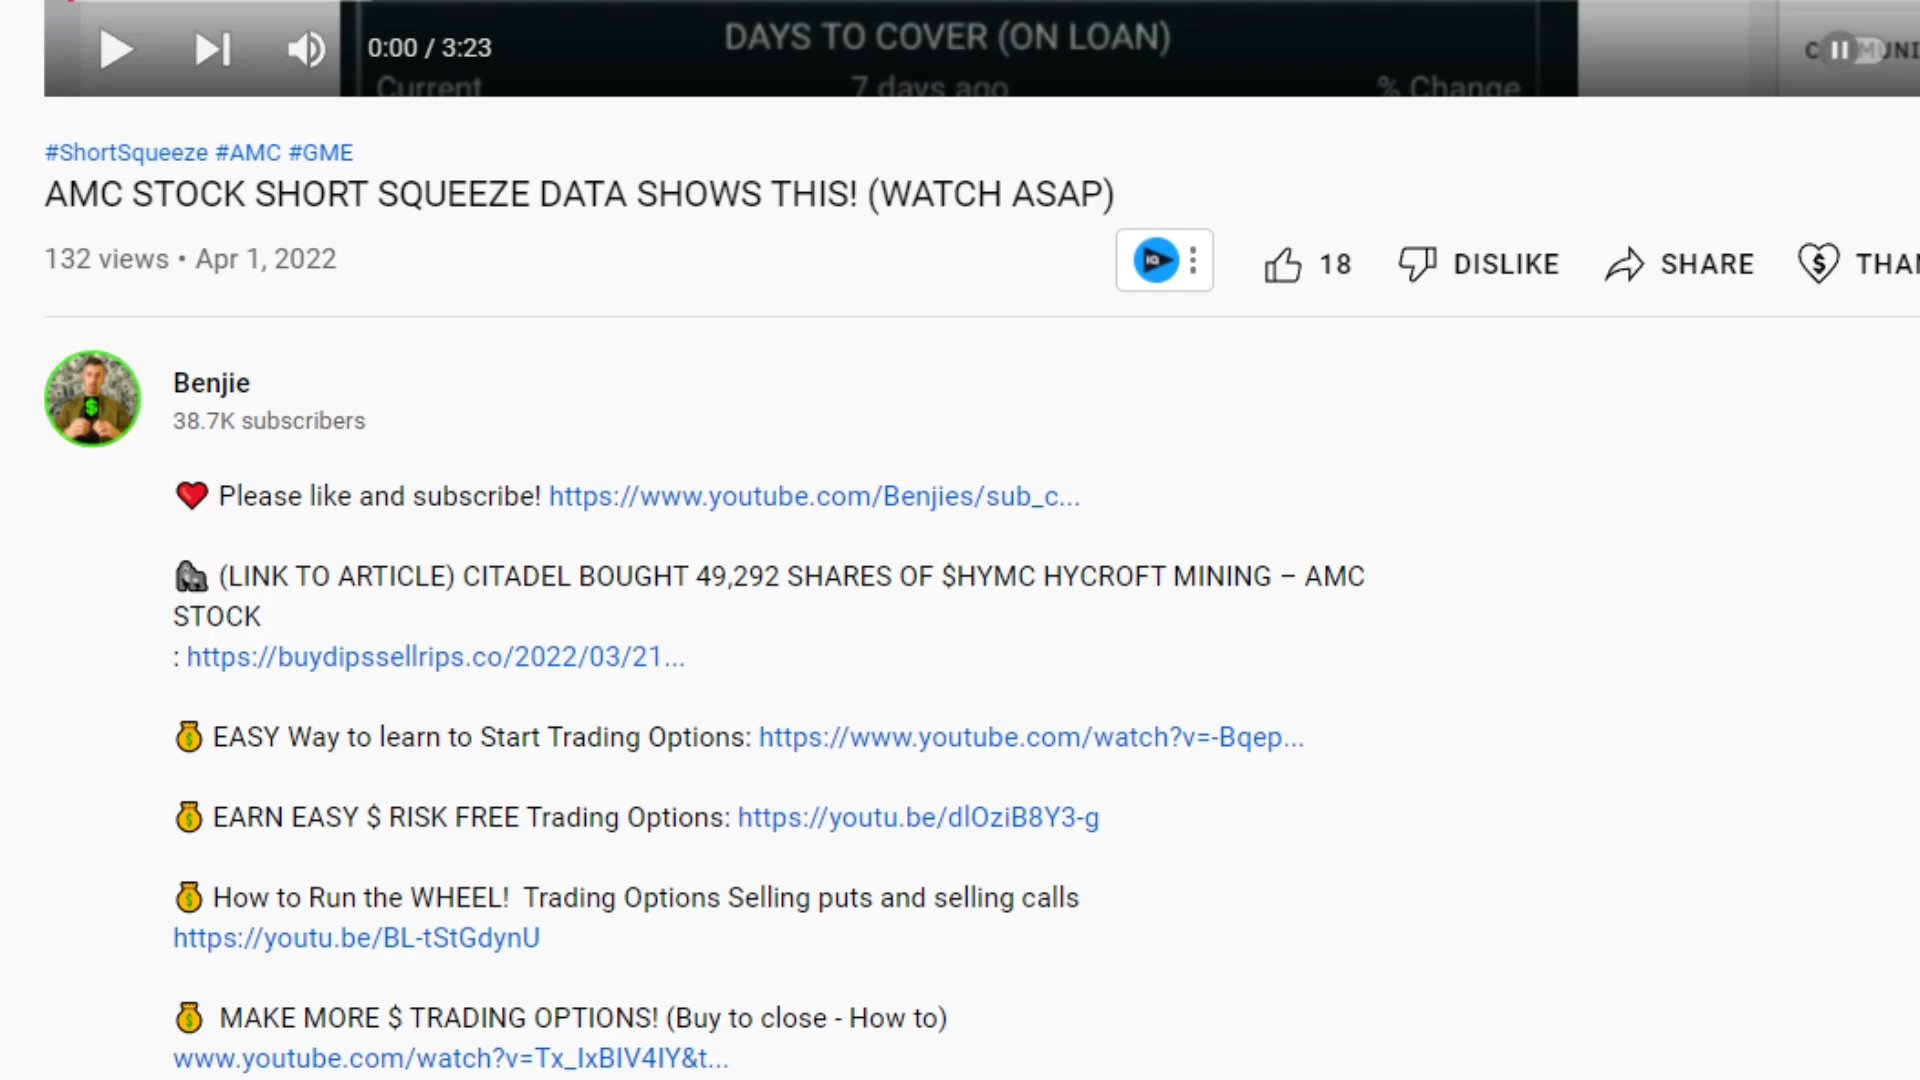 0:00 / 3:23
DAYS TO COVER (ON LOAN)
Current 7 days ago % Change
#ShortSqueeze #AMC #GME
AMC STOCK SHORT SQUEEZE DATA SHOWS THIS! (WATCH ASAP)
132 views • Apr 1, 2022
IQ
18 DISLIKE SHARE
Benjie
38.7K subscribers
❤️ Please like and subscribe! https://www.youtube.com/Benjies/sub_c...
🦍 (LINK TO ARTICLE) CITADEL BOUGHT 49,292 SHARES OF $HYMC HYCROFT MINING – AMC
STOCK
: https://buydipssellrips.co/2022/03/21...
💰 EASY Way to learn to Start Trading Options: https://www.youtube.com/watch?v=-Bqep...
💰 EARN EASY $ RISK FREE Trading Options: https://youtu.be/dlOziB8Y3-g
💰 How to Run the WHEEL! Trading Options Selling puts and selling calls
https://youtu.be/BL-tStGdynU
💰 MAKE MORE $ TRADING OPTIONS! (Buy to close - How to)
www.youtube.com/watch?v=Tx_IxBIV4IY&t...